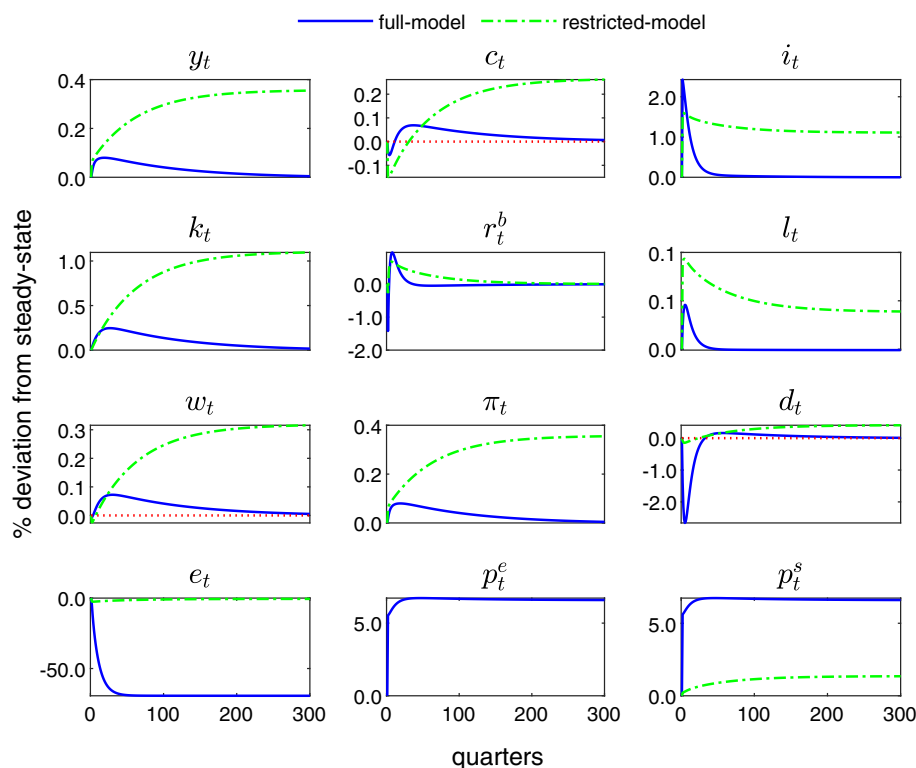 full-model restricted-model
y_t c_t i_t
0.4 0.2 0.0
0.2 0.1 0.0 -0.1
2.0 1.0 0.0
k_t r_t^b l_t
1.0 0.5 0.0
0.0 -1.0 -2.0
0.1 0.1 0.0
w_t π_t d_t
0.3 0.2 0.1 0.0
0.4 0.2 0.0
0.0 -1.0 -2.0
e_t p_t^e p_t^s
0.0 -50.0
5.0 0.0
5.0 0.0
0 100 200 300
0 100 200 300
0 100 200 300
% deviation from steady-state
quarters